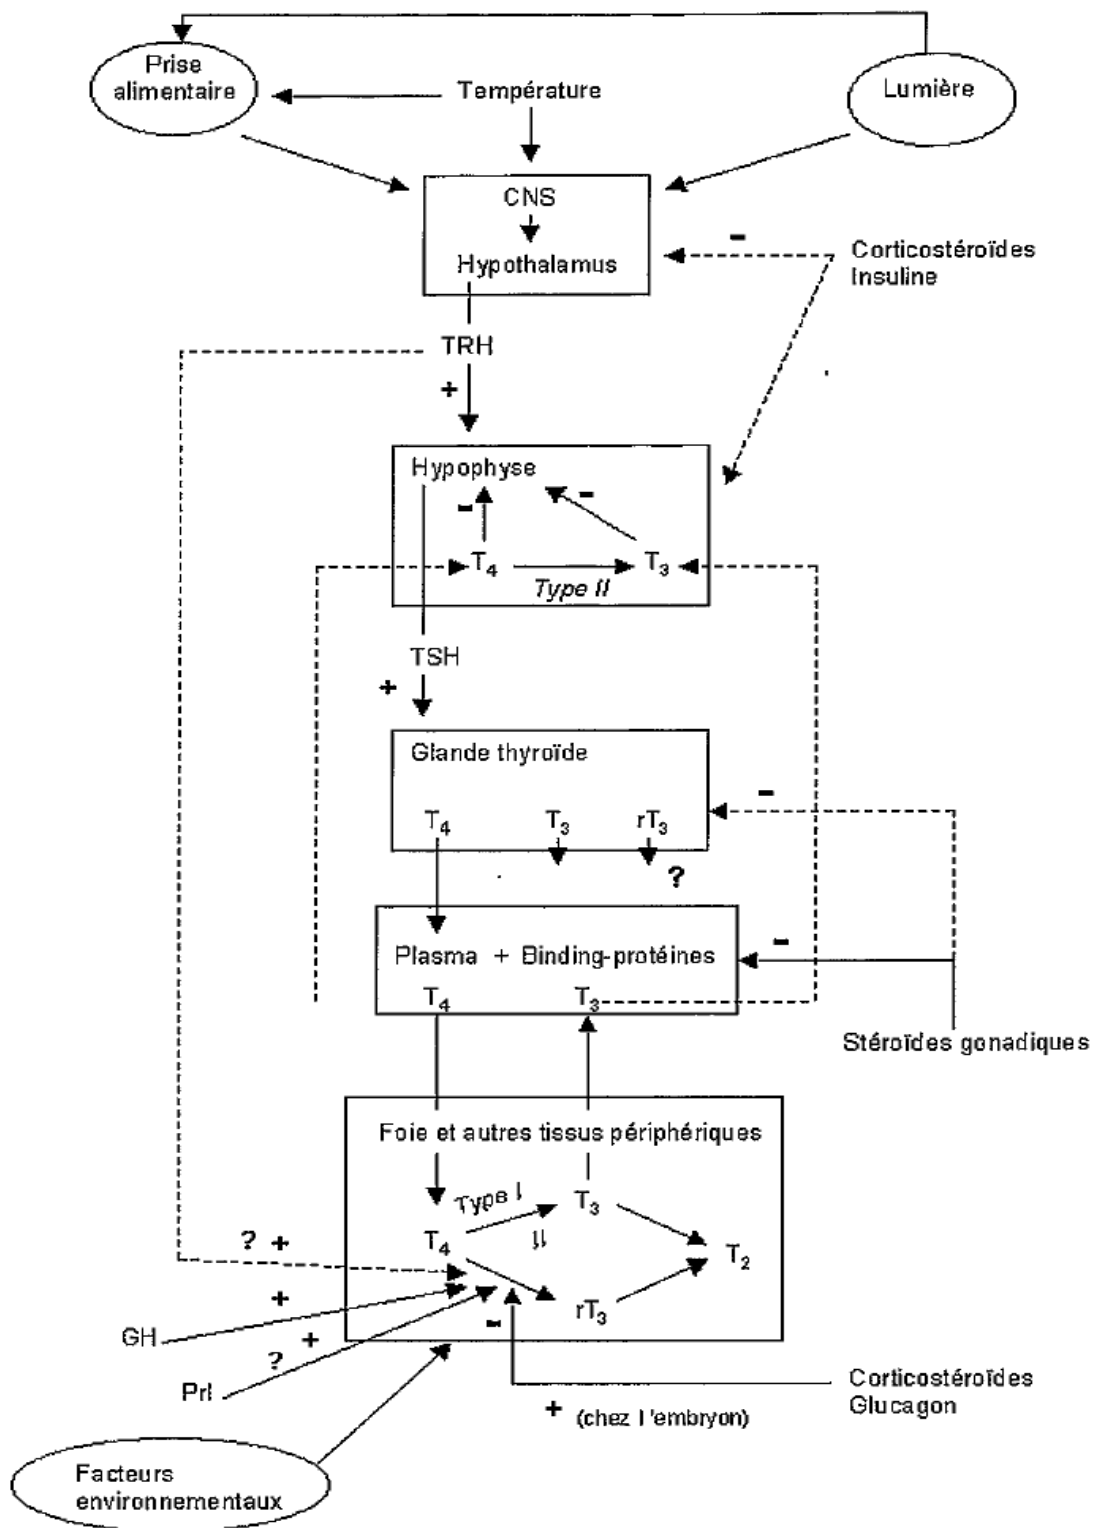 Prise
alimentaire
Température
Lumière
CNS
Hypothalamus
-
Corticostéroïdes
Insuline
TRH
+
Hypophyse
- -
T4 T3
Type II
TSH
+
Glande thyroïde
-
T4 T3 rT3
?
Plasma + Binding-protéines
-
T4 T3
Stéroïdes gonadiques
Foie et autres tissus périphériques
Type I
II
T3
T4
T2
? +
rT3
+
GH
-
+
?
Prl
Corticostéroïdes
Glucagon
+ (chez l'embryon)
Facteurs
environnementaux